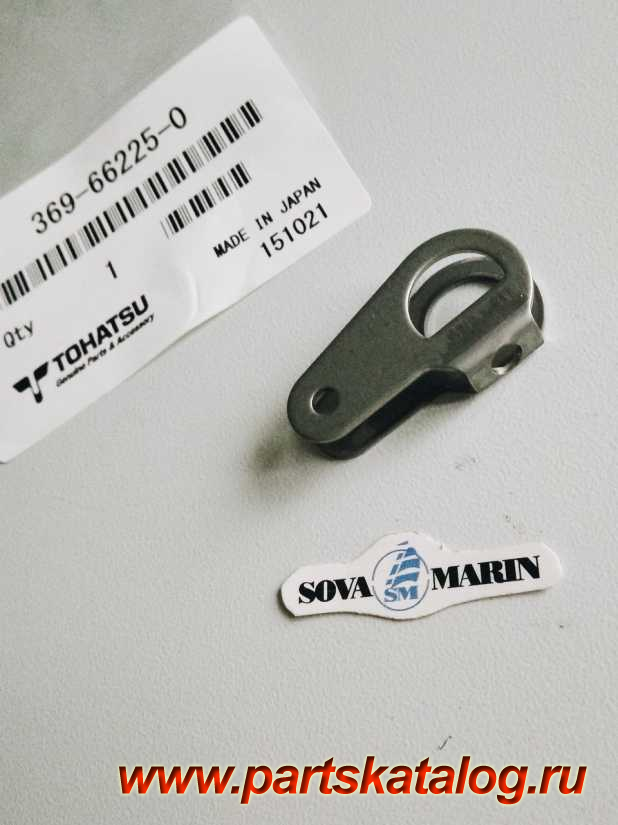 369-66225-0
1
MADE IN JAPAN
151021
Qty
TOHATSU
Genuine Parts & Accessory
SOVA SM MARIN
www.partskatalog.ru